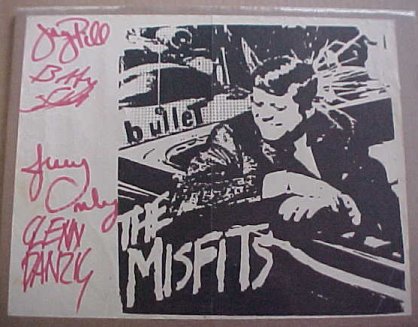 Jerry
Only
GLENN
DANZIG
bullet
THE
MISFITS